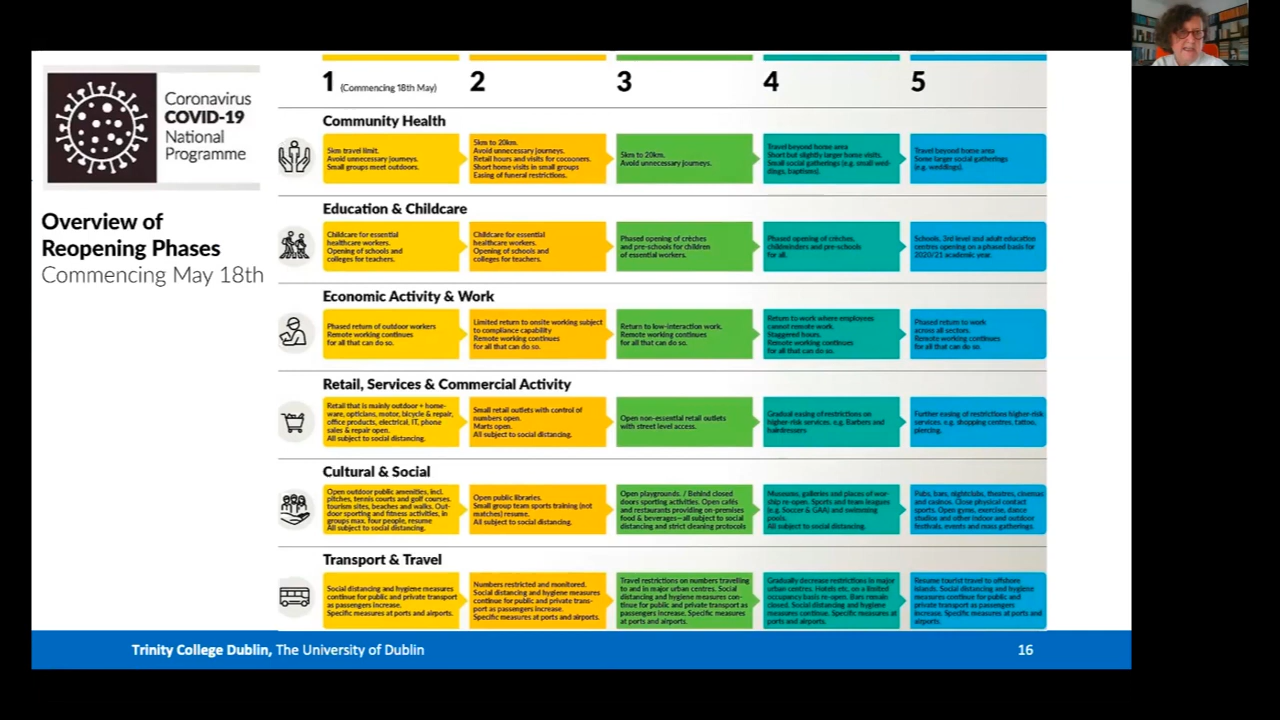 Coronavirus
COVID-19
National
Programme
Overview of
Reopening Phases
Commencing May 18th
1 (Commencing 18th May)
2
3
4
5
Community Health
5km travel limit.
Avoid unnecessary journeys.
Small groups meet outdoors.
5km to 20km.
Avoid unnecessary journeys.
Retail hours and visits for cocooners.
Short home visits in small groups
Easing of funeral restrictions.
5km to 20km.
Avoid unnecessary journeys.
Travel beyond home area
Short but slightly larger home visits.
Small social gatherings (e.g. small wed-
dings, baptisms).
Travel beyond home area
Some larger social gatherings
(e.g. weddings).
Education & Childcare
Childcare for essential
healthcare workers.
Opening of schools and
colleges for teachers.
Childcare for essential
healthcare workers.
Opening of schools and
colleges for teachers.
Phased opening of crèches
and pre-schools for children
of essential workers.
Phased opening of crèches,
childminders and pre-schools
for all.
Schools, 3rd level and adult education
centres opening on a phased basis for
2020/21 academic year.
Economic Activity & Work
Phased return of outdoor workers
Remote working continues
for all that can do so.
Limited return to onsite working subject
to compliance capability
Remote working continues
for all that can do so.
Return to low-interaction work.
Remote working continues
for all that can do so.
Return to work where employees
cannot remote work.
Staggered hours.
Remote working continues
for all that can do so.
Phased return to work
across all sectors.
Remote working continues
for all that can do so.
Retail, Services & Commercial Activity
Retail that is mainly outdoor + home-
ware, opticians, motor, bicycle & repair,
office products, electrical, IT, phone
sales & repair open.
All subject to social distancing.
Small retail outlets with control of
numbers open.
Marts open.
All subject to social distancing.
Open non-essential retail outlets
with street level access.
Gradual easing of restrictions on
higher-risk services. e.g. Barbers and
hairdressers
Further easing of restrictions higher-risk
services. e.g. shopping centres, tattoo,
piercing.
Cultural & Social
Open outdoor public amenities, incl.
pitches, tennis courts and golf courses,
tourism sites, beaches and walks. Out-
door sporting and fitness activities, in
groups max. four people, resume
All subject to social distancing.
Open public libraries.
Small group team sports training (not
matches) resume.
All subject to social distancing.
Open playgrounds. / Behind closed
doors sporting activities. Open cafés
and restaurants providing on-premises
food & beverages—all subject to social
distancing and strict cleaning protocols
Museums, galleries and places of wor-
ship re-open. Sports and team leagues
(e.g. Soccer & GAA) and swimming
pools.
All subject to social distancing.
Pubs, bars, nightclubs, theatres, cinemas
and casinos. Close physical contact
sports. Open gyms, exercise, dance
studios and other indoor and outdoor
festivals, events and mass gatherings.
Transport & Travel
Social distancing and hygiene measures
continue for public and private transport
as passengers increase.
Specific measures at ports and airports.
Numbers restricted and monitored.
Social distancing and hygiene measures
continue for public and private trans-
port as passengers increase.
Specific measures at ports and airports.
Travel restrictions on numbers travelling
to and in major urban centres. Social
distancing and hygiene measures con-
tinue for public and private transport as
passengers increase. Specific measures
at ports and airports.
Gradually decrease restrictions in major
urban centres. Hotels etc. on a limited
occupancy basis re-open. Bars remain
closed. Social distancing and hygiene
measures continue. Specific measures at
ports and airports.
Resume tourist travel to offshore
islands. Social distancing and hygiene
measures continue for public and
private transport as passengers
increase. Specific measures at ports and
airports.
Trinity College Dublin, The University of Dublin
16